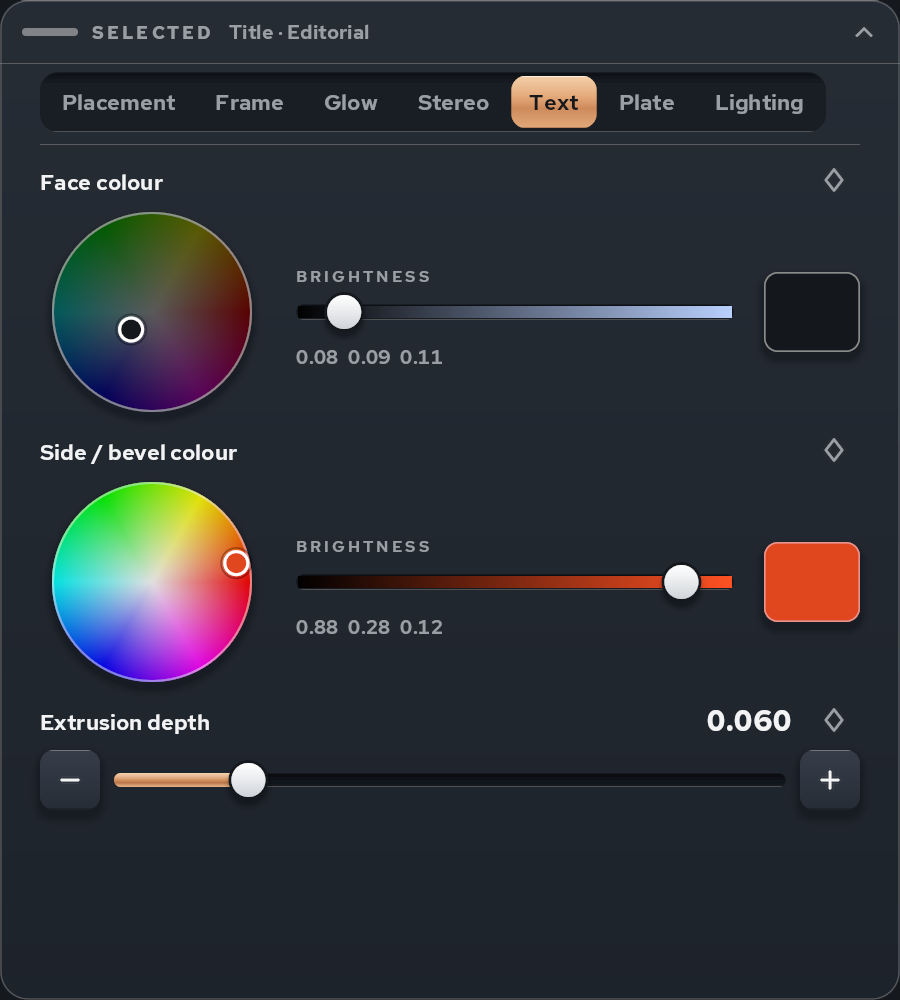 SELECTED Title · Editorial
Placement Frame Glow Stereo Text Plate Lighting
Face colour
BRIGHTNESS
0.08 0.09 0.11
Side / bevel colour
BRIGHTNESS
0.88 0.28 0.12
Extrusion depth 0.060
− +